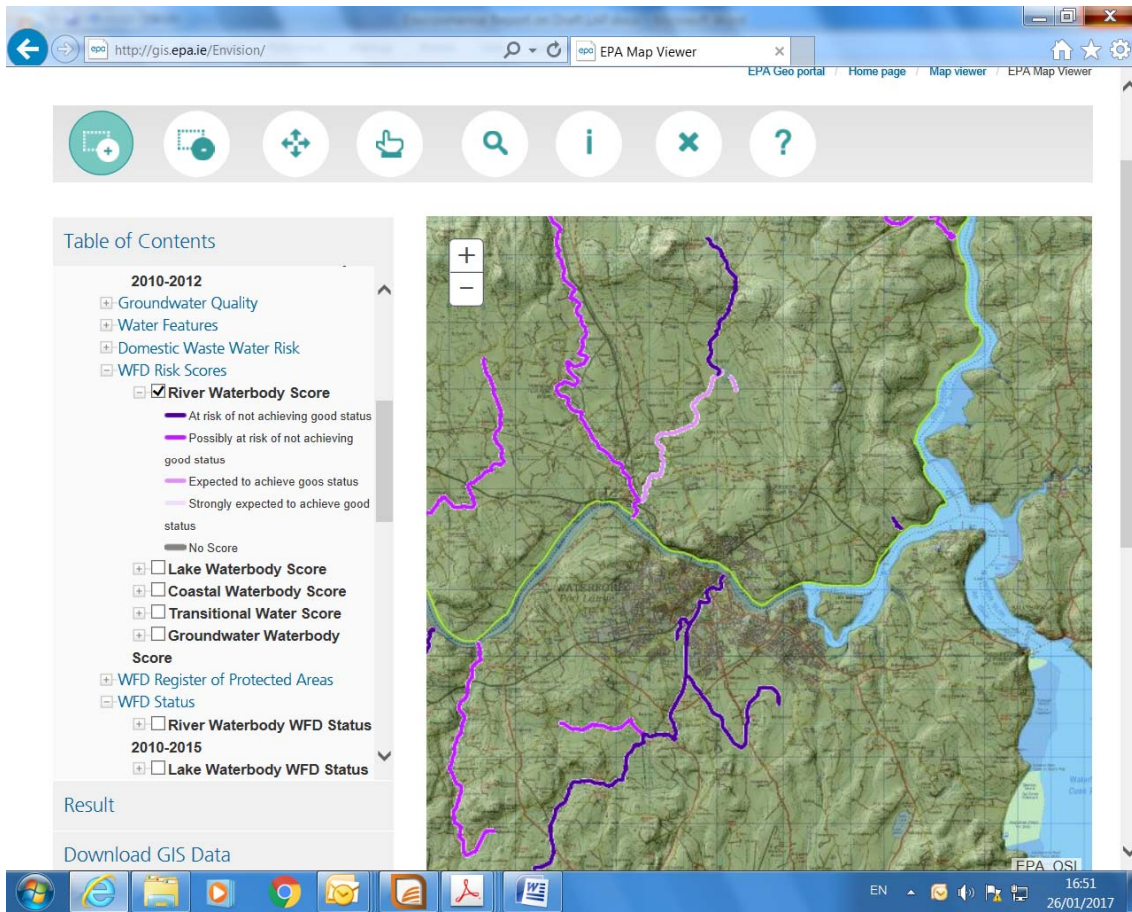 http://gis.epa.ie/Envision/
epa EPA Map Viewer
EPA Geo portal / Home page / Map viewer / EPA Map Viewer
Table of Contents
2010-2012
Groundwater Quality
Water Features
Domestic Waste Water Risk
WFD Risk Scores
River Waterbody Score
At risk of not achieving good status
Possibly at risk of not achieving
good status
Expected to achieve goos status
Strongly expected to achieve good
status
No Score
Lake Waterbody Score
Coastal Waterbody Score
Transitional Water Score
Groundwater Waterbody
Score
WFD Register of Protected Areas
WFD Status
River Waterbody WFD Status
2010-2015
Lake Waterbody WFD Status
Result
Download GIS Data
WATERFORD
Port Láirge
EPA OSI
EN
16:51
26/01/2017